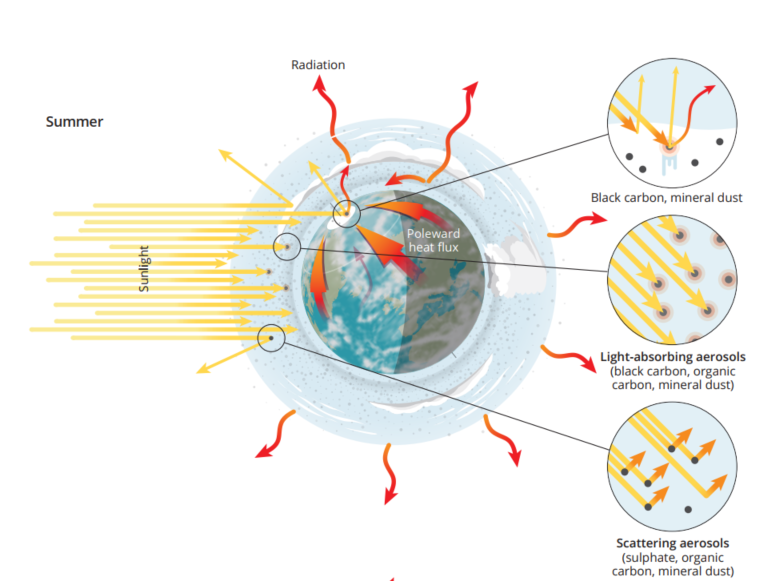 Radiation
Summer
Sunlight
Poleward
heat flux
Black carbon, mineral dust
Light-absorbing aerosols
(black carbon, organic
carbon, mineral dust)
Scattering aerosols
(sulphate, organic
carbon, mineral dust)